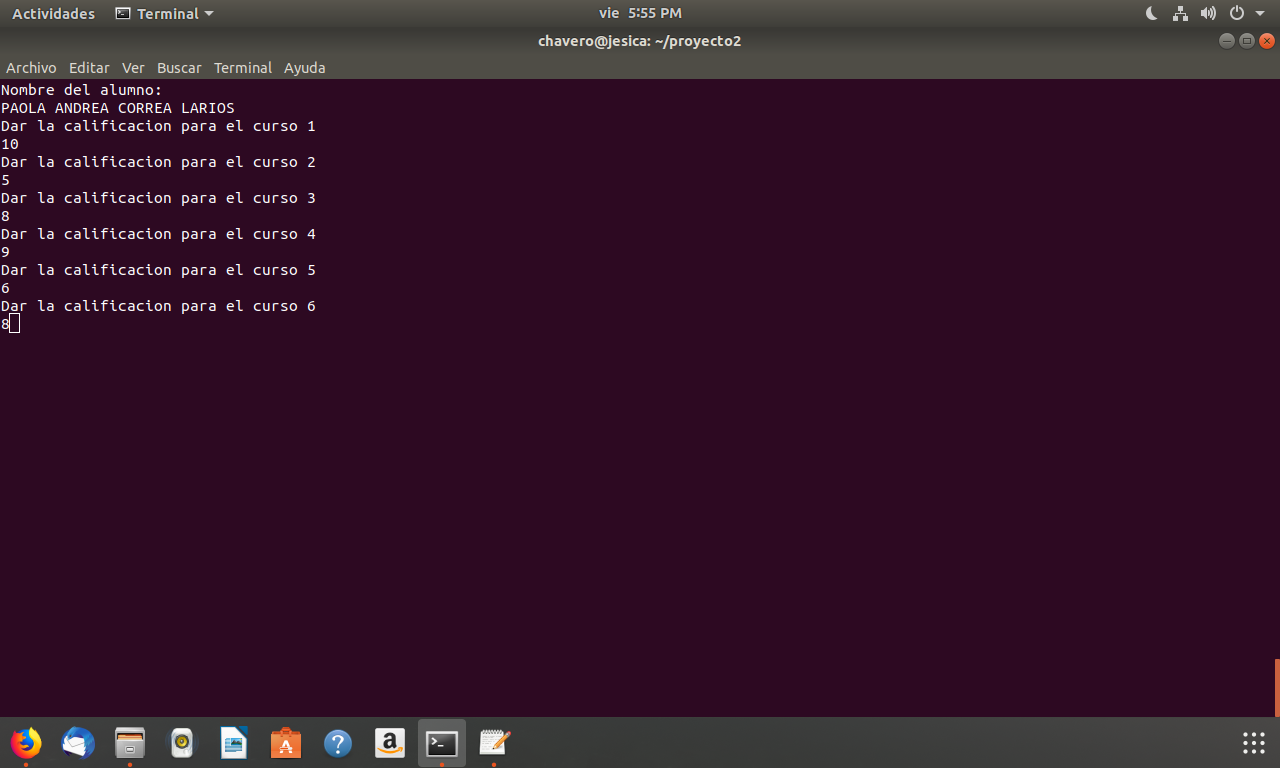 Actividades Terminal vie 5:55 PM
chavero@jesica: ~/proyecto2
Archivo Editar Ver Buscar Terminal Ayuda
Nombre del alumno:
PAOLA ANDREA CORREA LARIOS
Dar la calificacion para el curso 1
10
Dar la calificacion para el curso 2
5
Dar la calificacion para el curso 3
8
Dar la calificacion para el curso 4
9
Dar la calificacion para el curso 5
6
Dar la calificacion para el curso 6
8